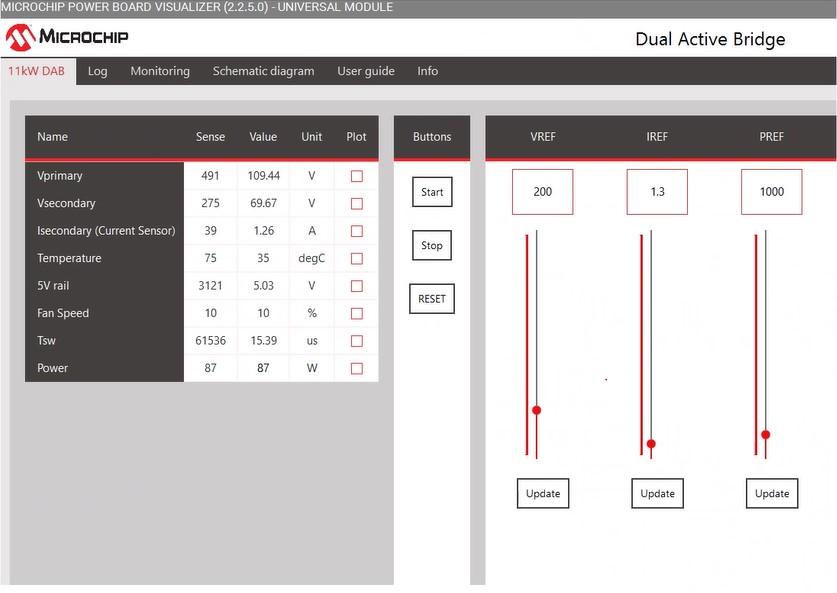 MICROCHIP POWER BOARD VISUALIZER (2.2.5.0) - UNIVERSAL MODULE
MICROCHIP
Dual Active Bridge
11kW DAB Log Monitoring Schematic diagram User guide Info
Name Sense Value Unit Plot Buttons VREF IREF PREF
Vprimary 491 109.44 V
Vsecondary 275 69.67 V
Isecondary (Current Sensor) 39 1.26 A
Temperature 75 35 degC
5V rail 3121 5.03 V
Fan Speed 10 10 %
Tsw 61536 15.39 us
Power 87 87 W
Start
Stop
RESET
200 1.3 1000
Update Update Update